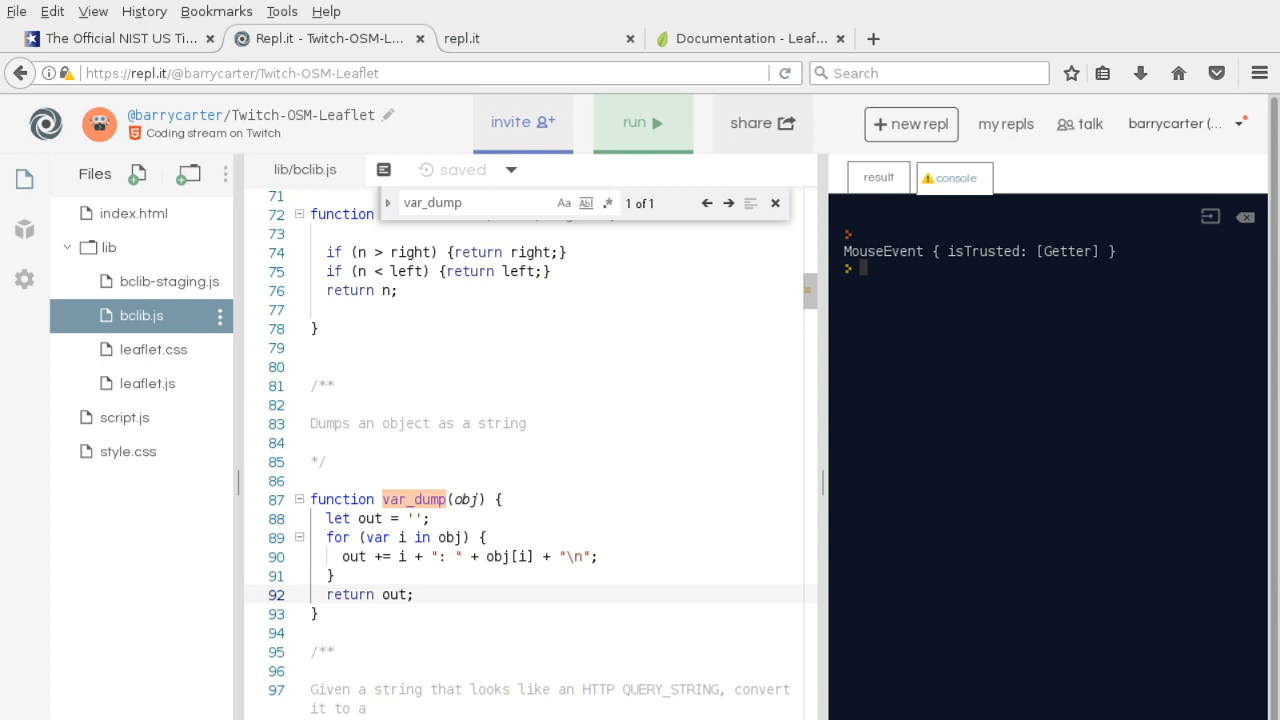 File Edit View History Bookmarks Tools Help
The Official NIST US Ti... × Repl.it - Twitch-OSM-L... × repl.it × Documentation - Leaf... × +
https://repl.it/@barrycarter/Twitch-OSM-Leaflet Search
@barrycarter/Twitch-OSM-Leaflet
Coding stream on Twitch
invite run share + new repl my repls talk barrycarter (...
Files
index.html
lib
bclib-staging.js
bclib.js
leaflet.css
leaflet.js
script.js
style.css
lib/bclib.js saved
var_dump Aa Ab| .* 1 of 1
71
72 function
73
74 if (n > right) {return right;}
75 if (n < left) {return left;}
76 return n;
77
78 }
79
80
81 /**
82
83 Dumps an object as a string
84
85 */
86
87 function var_dump(obj) {
88 let out = '';
89 for (var i in obj) {
90 out += i + ": " + obj[i] + "\n";
91 }
92 return out;
93 }
94
95 /**
96
97 Given a string that looks like an HTTP QUERY_STRING, convert
it to a
result console
MouseEvent { isTrusted: [Getter] }